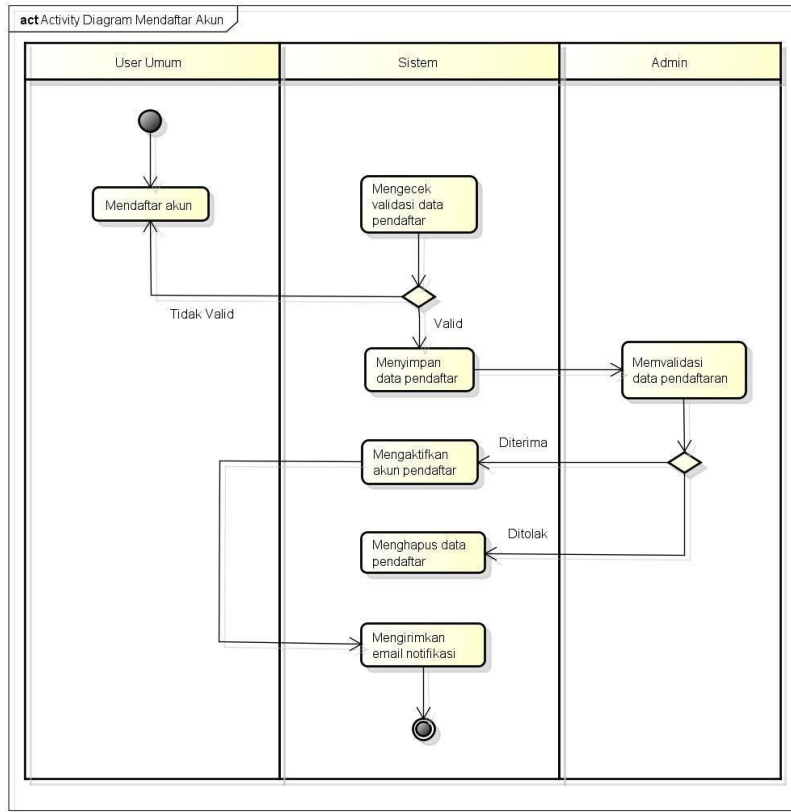 act Activity Diagram Mendaftar Akun
User Umum
Sistem
Admin
Mendaftar akun
Mengecek
validasi data
pendaftar
Tidak Valid
Valid
Menyimpan
data pendaftar
Memvalidasi
data pendaftaran
Diterima
Mengaktifkan
akun pendaftar
Ditolak
Menghapus data
pendaftar
Mengirimkan
email notifikasi